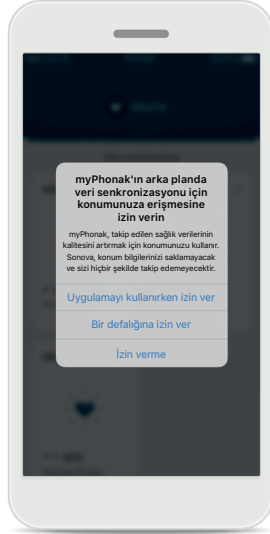 myPhonak'ın arka planda
veri senkronizasyonu için
konumunuza erişmesine
izin verin
myPhonak, takip edilen sağlık verilerinin
kalitesini artırmak için konumunuzu kullanır.
Sonova, konum bilgilerinizi saklamayacak
ve sizi hiçbir şekilde takip edemeyecektir.
Uygulamayı kullanırken izin ver
Bir defalığına izin ver
İzin verme